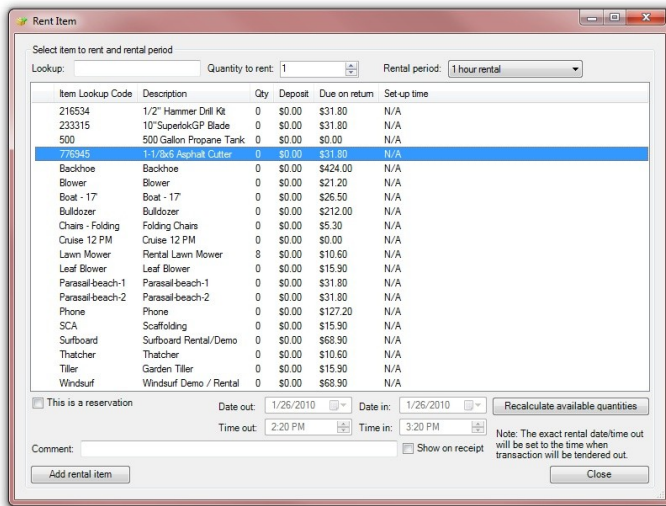 Rent Item
Select item to rent and rental period
Lookup: Quantity to rent: 1 Rental period: 1 hour rental
Item Lookup Code Description Qty Deposit Due on return Set-up time
216534 1/2" Hammer Drill Kit 0 $0.00 $31.80 N/A
233315 10"SuperlokGP Blade 0 $0.00 $31.80 N/A
500 500 Gallon Propane Tank 0 $0.00 $0.00 N/A
776945 1-1/8x6 Asphalt Cutter 0 $0.00 $31.80 N/A
Backhoe Backhoe 0 $0.00 $424.00 N/A
Blower Blower 0 $0.00 $21.20 N/A
Boat - 17' Boat - 17' 0 $0.00 $26.50 N/A
Bulldozer Bulldozer 0 $0.00 $212.00 N/A
Chairs - Folding Folding Chairs 0 $0.00 $5.30 N/A
Cruise 12 PM Cruise 12 PM 0 $0.00 $0.00 N/A
Lawn Mower Rental Lawn Mower 8 $0.00 $10.60 N/A
Leaf Blower Leaf Blower 0 $0.00 $15.90 N/A
Parasail-beach-1 Parasail-beach-1 0 $0.00 $31.80 N/A
Parasail-beach-2 Parasail-beach-2 0 $0.00 $31.80 N/A
Phone Phone 0 $0.00 $127.20 N/A
SCA Scaffolding 0 $0.00 $15.90 N/A
Surfboard Surfboard Rental/Demo 0 $0.00 $68.90 N/A
Thatcher Thatcher 0 $0.00 $10.60 N/A
Tiller Garden Tiller 0 $0.00 $15.90 N/A
Windsurf Windsurf Demo / Rental 0 $0.00 $68.90 N/A
This is a reservation Date out: 1/26/2010 Date in: 1/26/2010 Recalculate available quantities
Time out: 2:20 PM Time in: 3:20 PM
Note: The exact rental date/time out
will be set to the time when
transaction will be tendered out.
Comment: Show on receipt
Add rental item Close